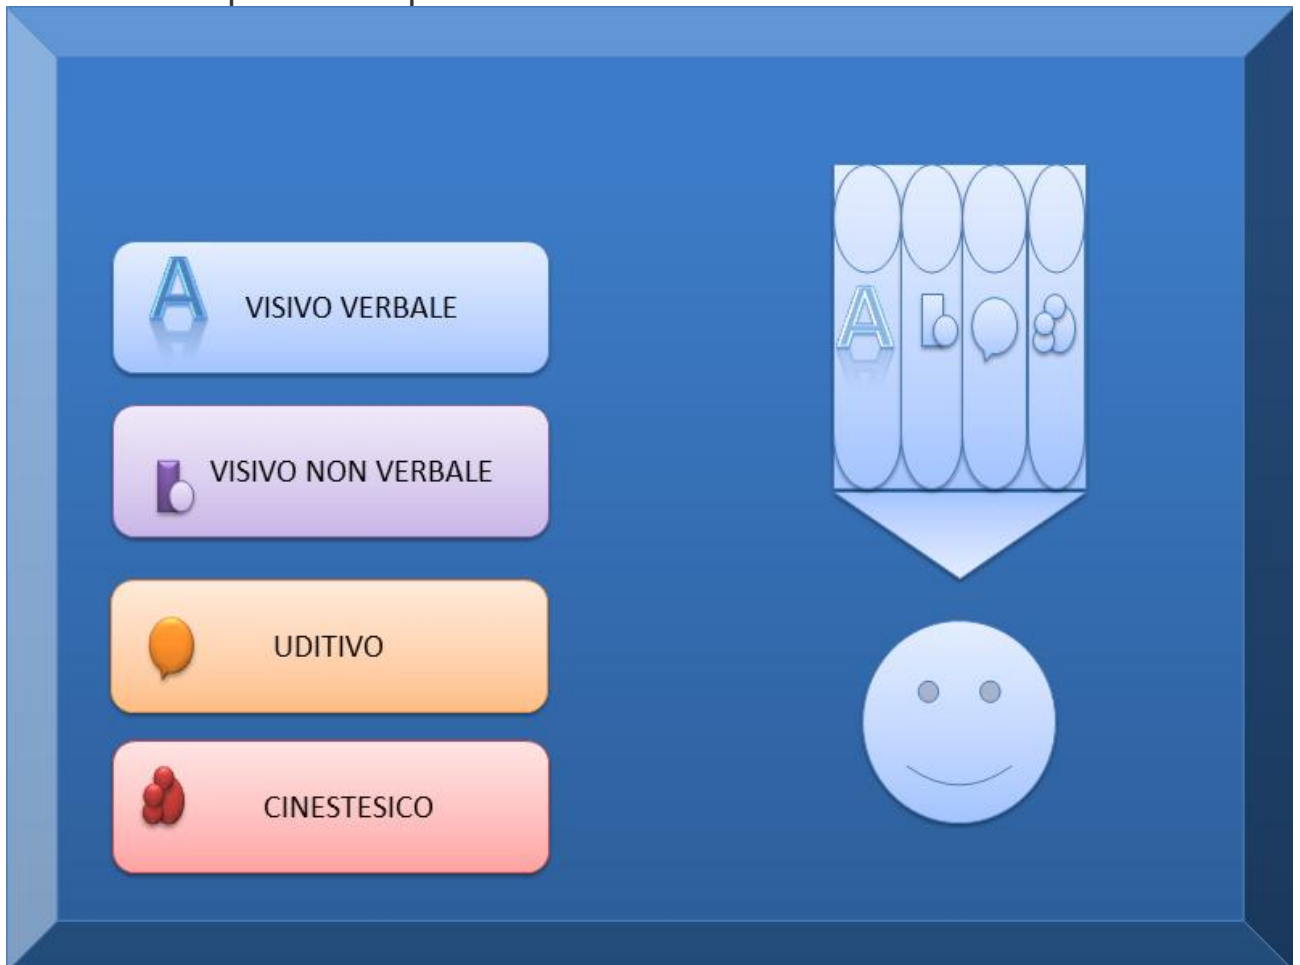 A VISIVO VERBALE
VISIVO NON VERBALE
UDITIVO
CINESTESICO
A